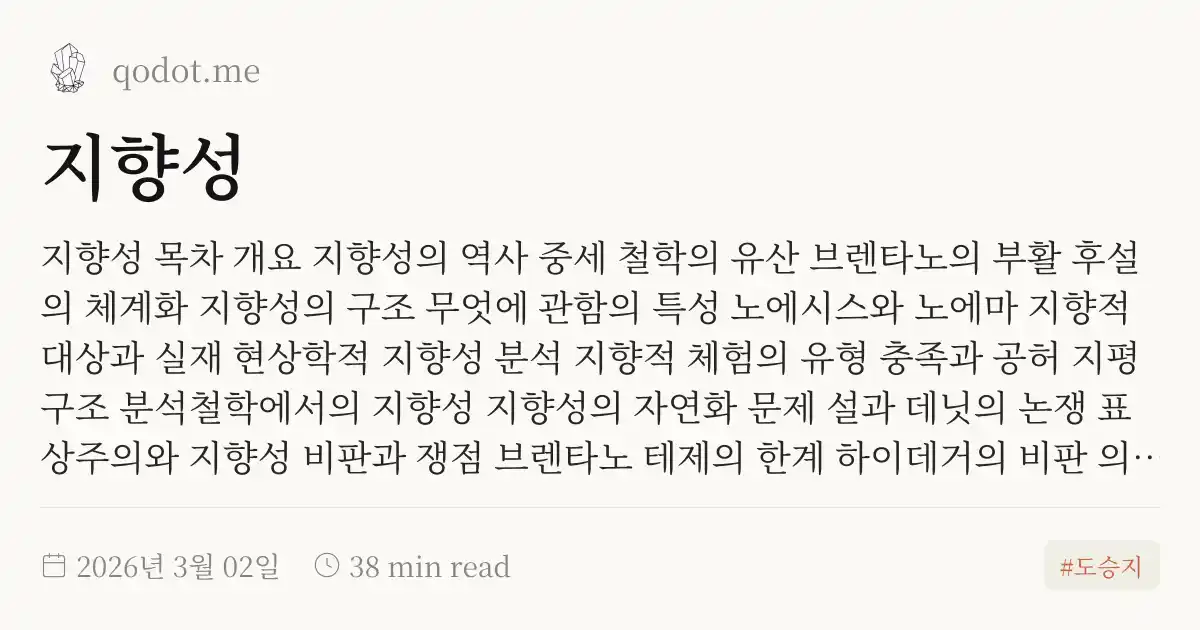 qodot.me
지향성
지향성 목차 개요 지향성의 역사 중세 철학의 유산 브렌타노의 부활 후설
의 체계화 지향성의 구조 무엇에 관함의 특성 노에시스와 노에마 지향적
대상과 실재 현상학적 지향성 분석 지향적 체험의 유형 충족과 공허 지평
구조 분석철학에서의 지향성 지향성의 자연화 문제 설과 데닛의 논쟁 표
상주의와 지향성 비판과 쟁점 브렌타노 테제의 한계 하이데거의 비판 의…
2026년 3월 02일 38 min read #도승지